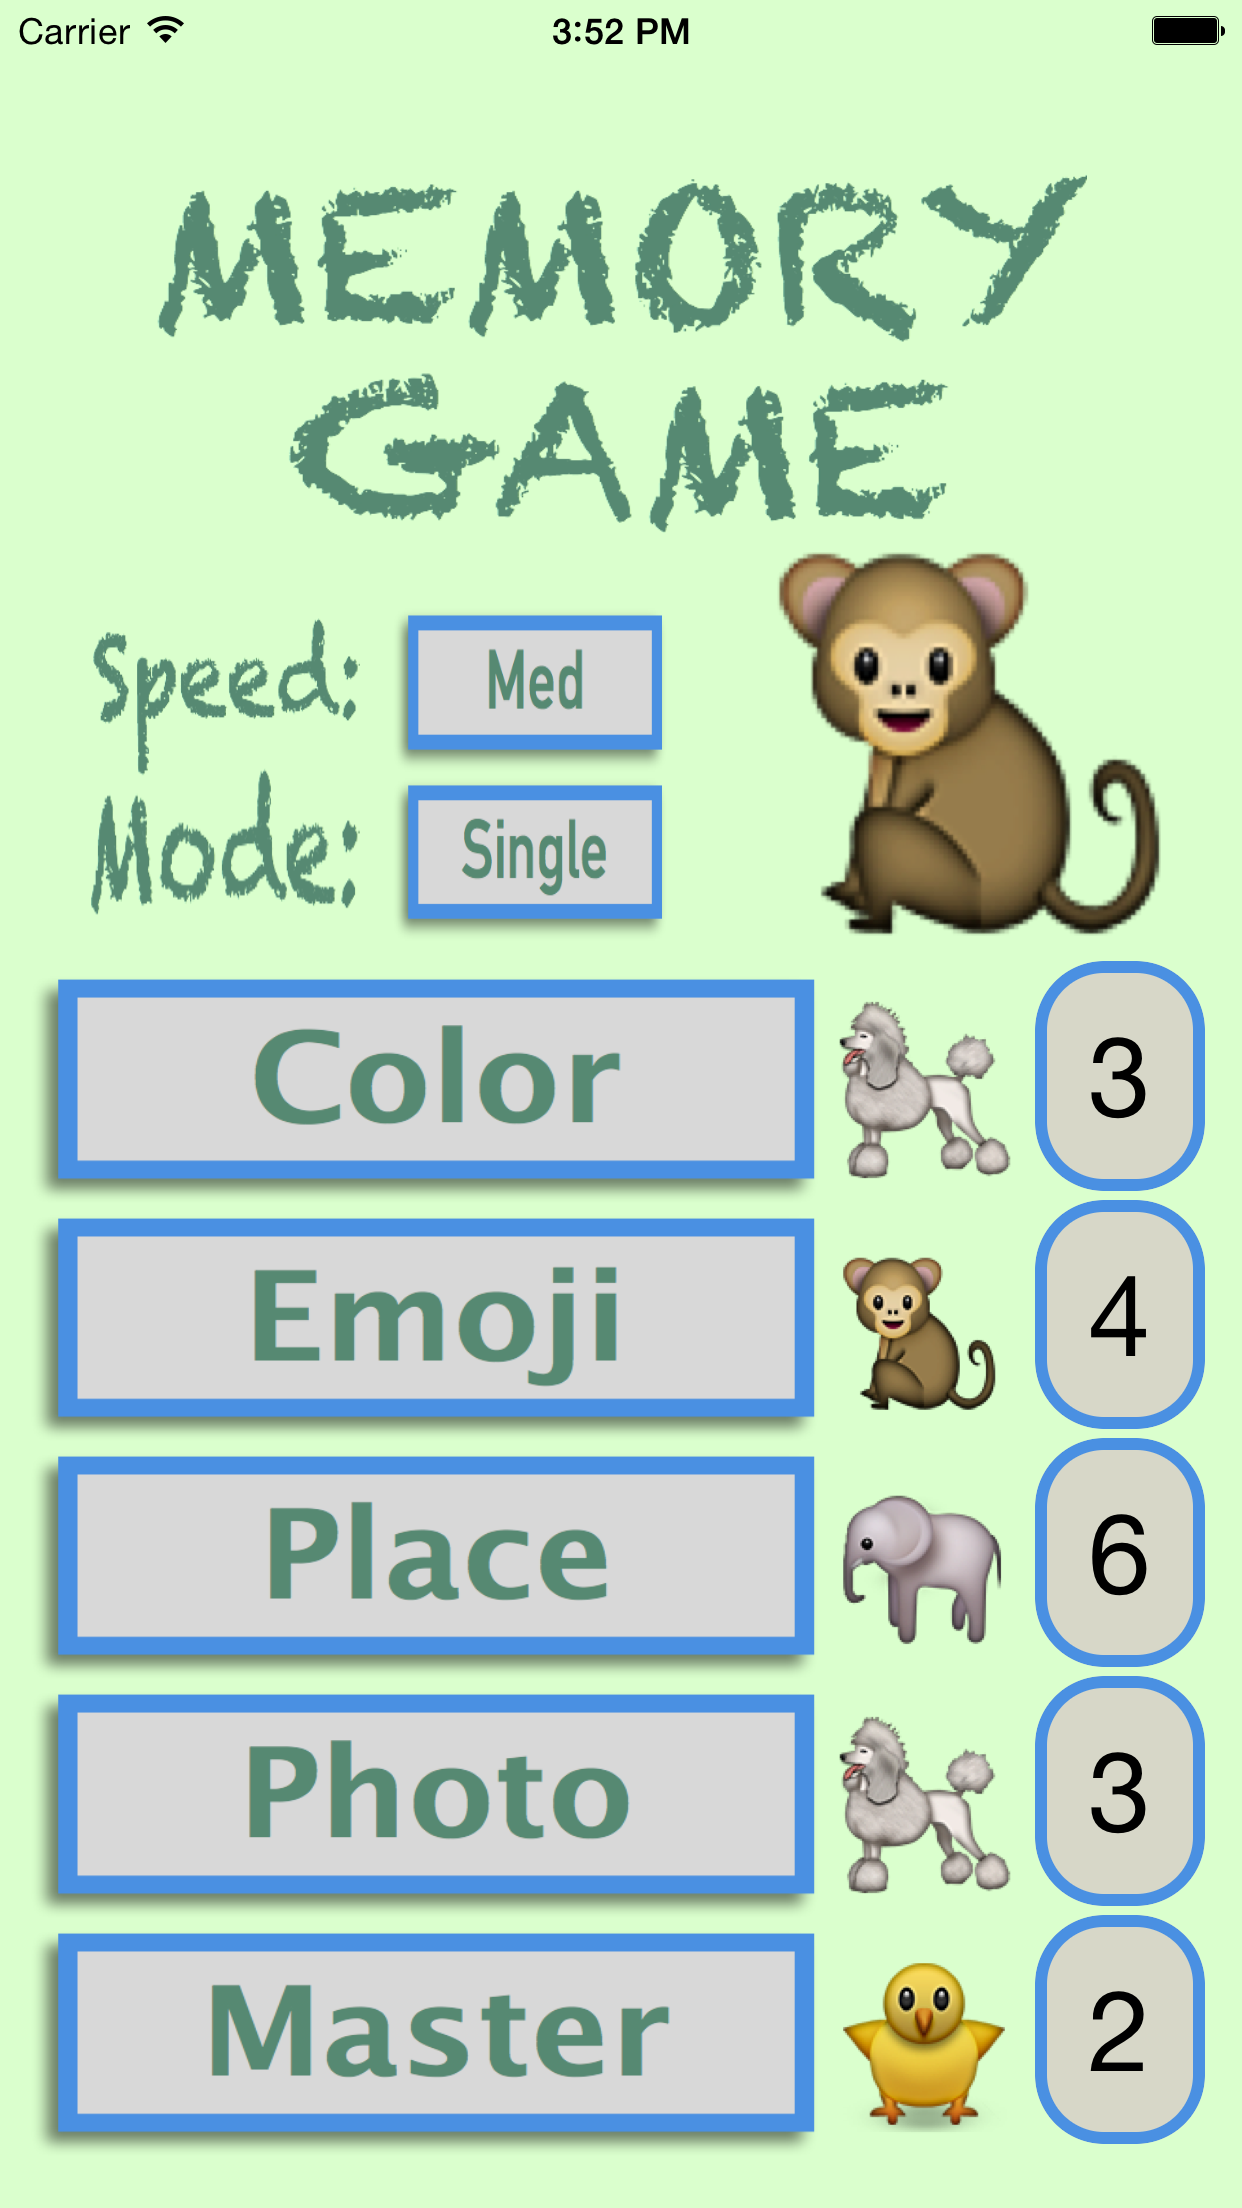 Carrier 3:52 PM
MEMORY
GAME
Speed: Med
Mode: Single
Color 3
Emoji 4
Place 6
Photo 3
Master 2